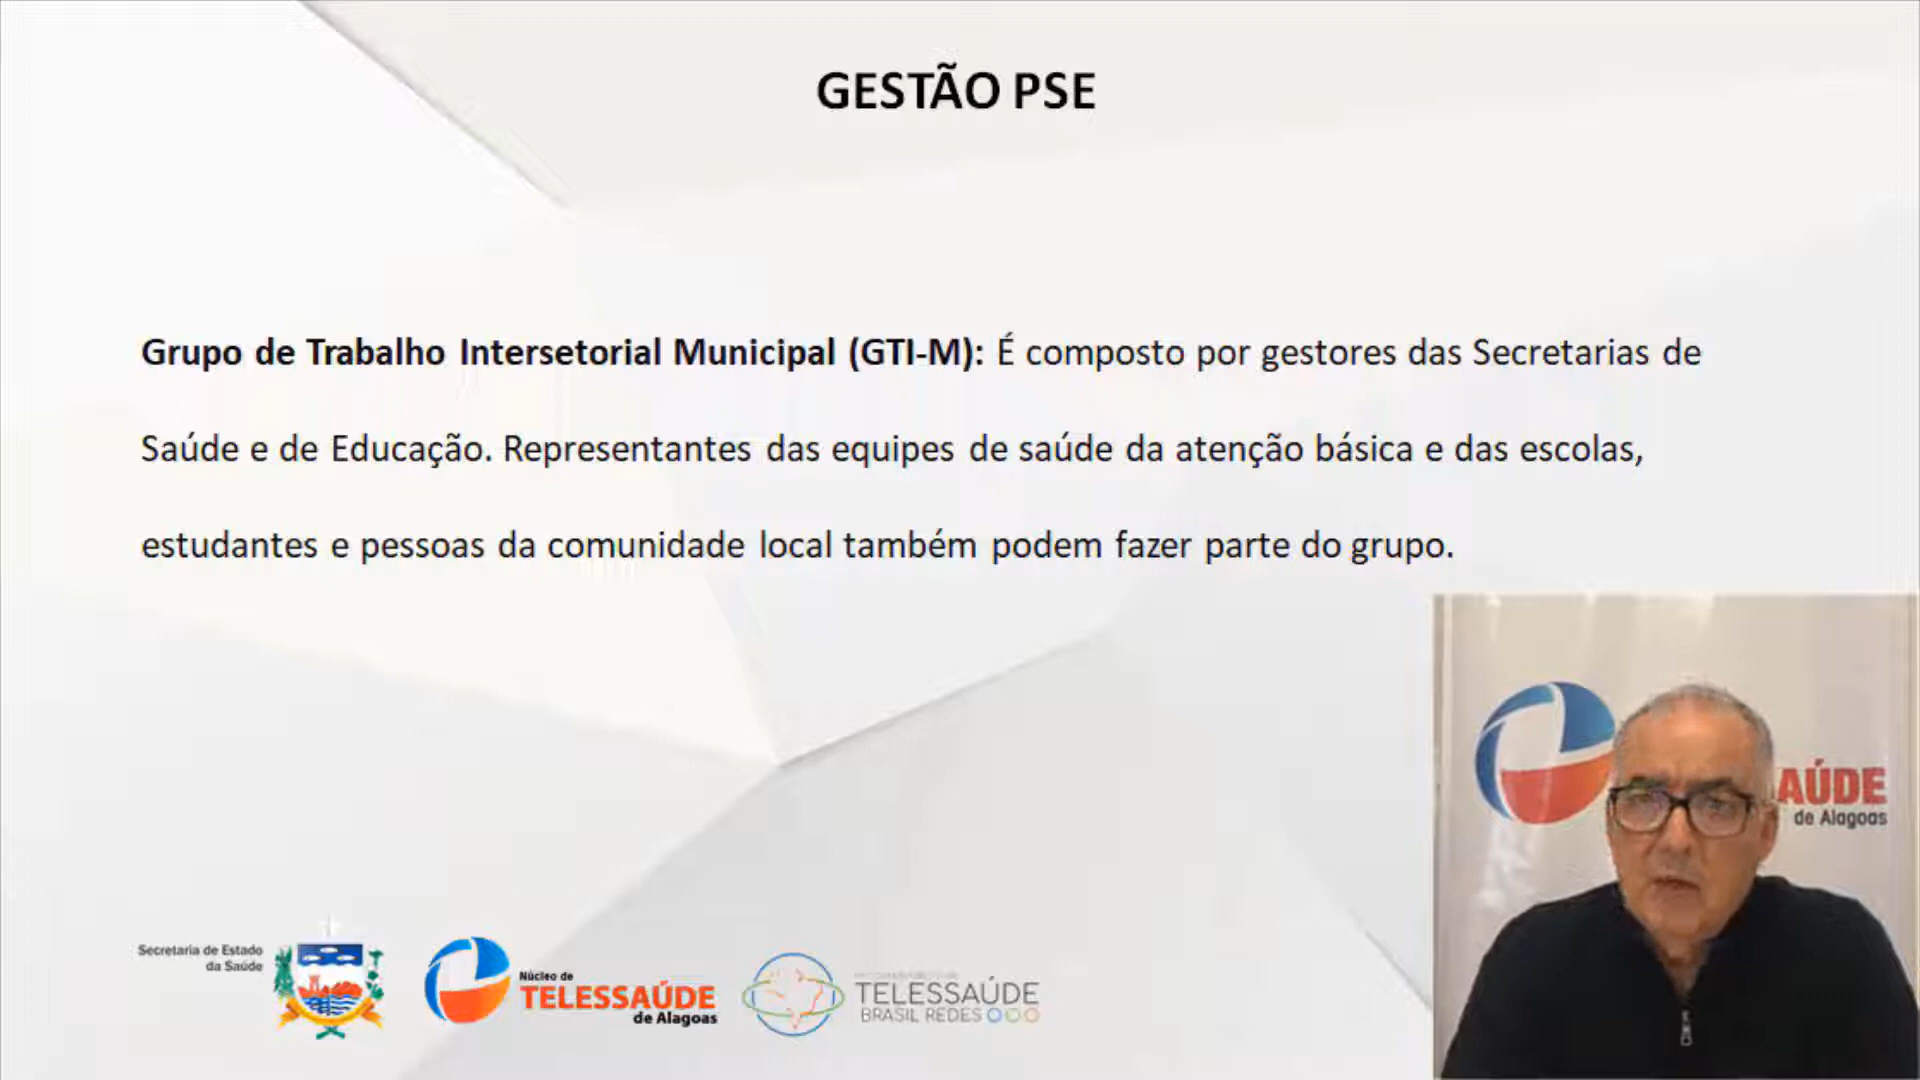 GESTÃO PSE
Grupo de Trabalho Intersetorial Municipal (GTI-M): É composto por gestores das Secretarias de
Saúde e de Educação. Representantes das equipes de saúde da atenção básica e das escolas,
estudantes e pessoas da comunidade local também podem fazer parte do grupo.
AÚDE
de Alagoas
Secretaria de Estado
da Saúde
Núcleo de
TELESSAÚDE
de Alagoas
TELESSAÚDE
BRASIL REDES